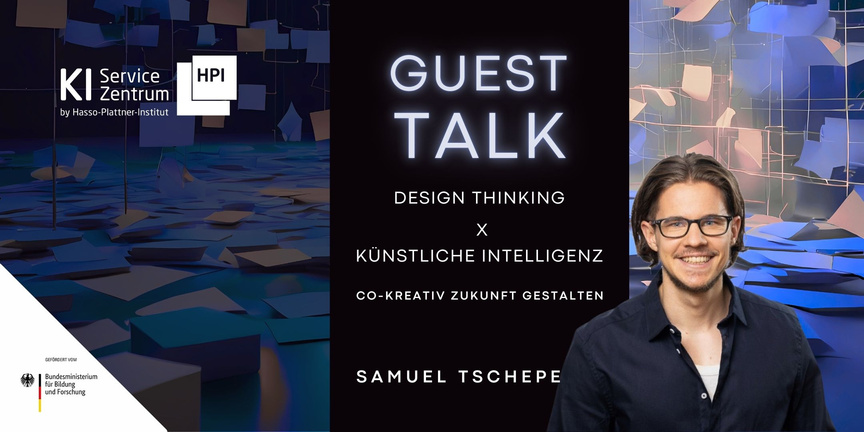 KI Service
Zentrum
by Hasso-Plattner-Institut
HPI
GUEST
TALK
DESIGN THINKING
X
KÜNSTLICHE INTELLIGENZ
CO-KREATIV ZUKUNFT GESTALTEN
SAMUEL TSCHEPE
GEFÖRDERT VOM
Bundesministerium
für Bildung
und Forschung